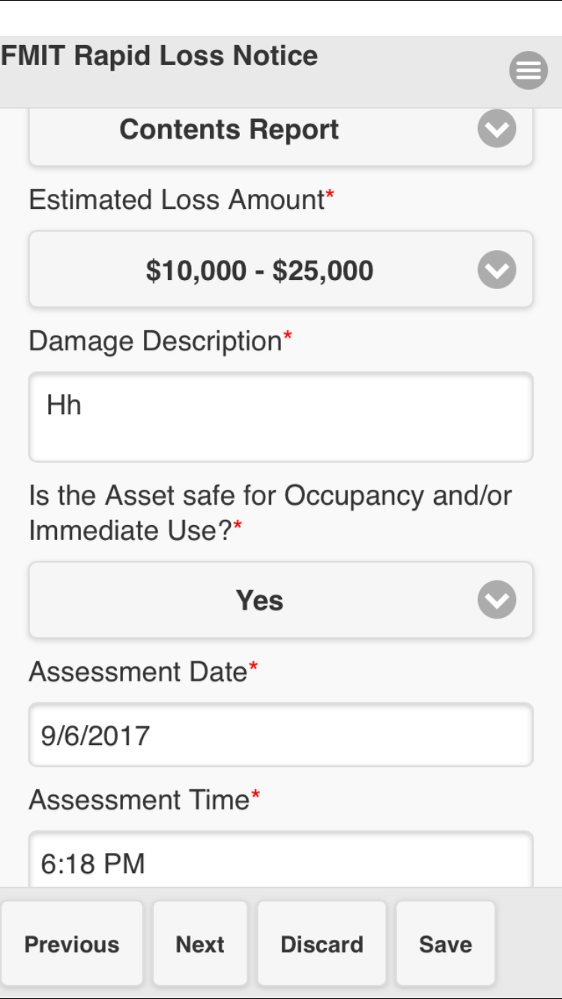 FMIT Rapid Loss Notice
Contents Report
Estimated Loss Amount*
$10,000 - $25,000
Damage Description*
Hh
Is the Asset safe for Occupancy and/or
Immediate Use?*
Yes
Assessment Date*
9/6/2017
Assessment Time*
6:18 PM
Previous Next Discard Save